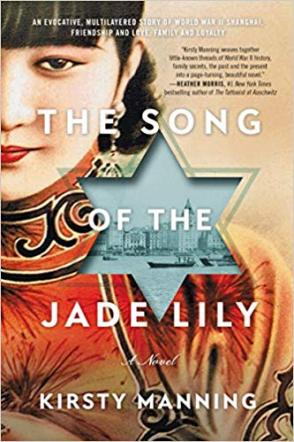 AN EVOCATIVE, MULTILAYERED STORY OF WORLD WAR II SHANGHAI,
FRIENDSHIP AND LOVE, FAMILY AND LOYALTY
"Kirsty Manning weaves together
little-known threads of World War II history,
family secrets, the past and the present
into a page-turning, beautiful novel."
—HEATHER MORRIS, #1 New York Times
bestselling author of The Tattooist of Auschwitz
THE SONG
OF THE
JADE LILY
A Novel
KIRSTY MANNING